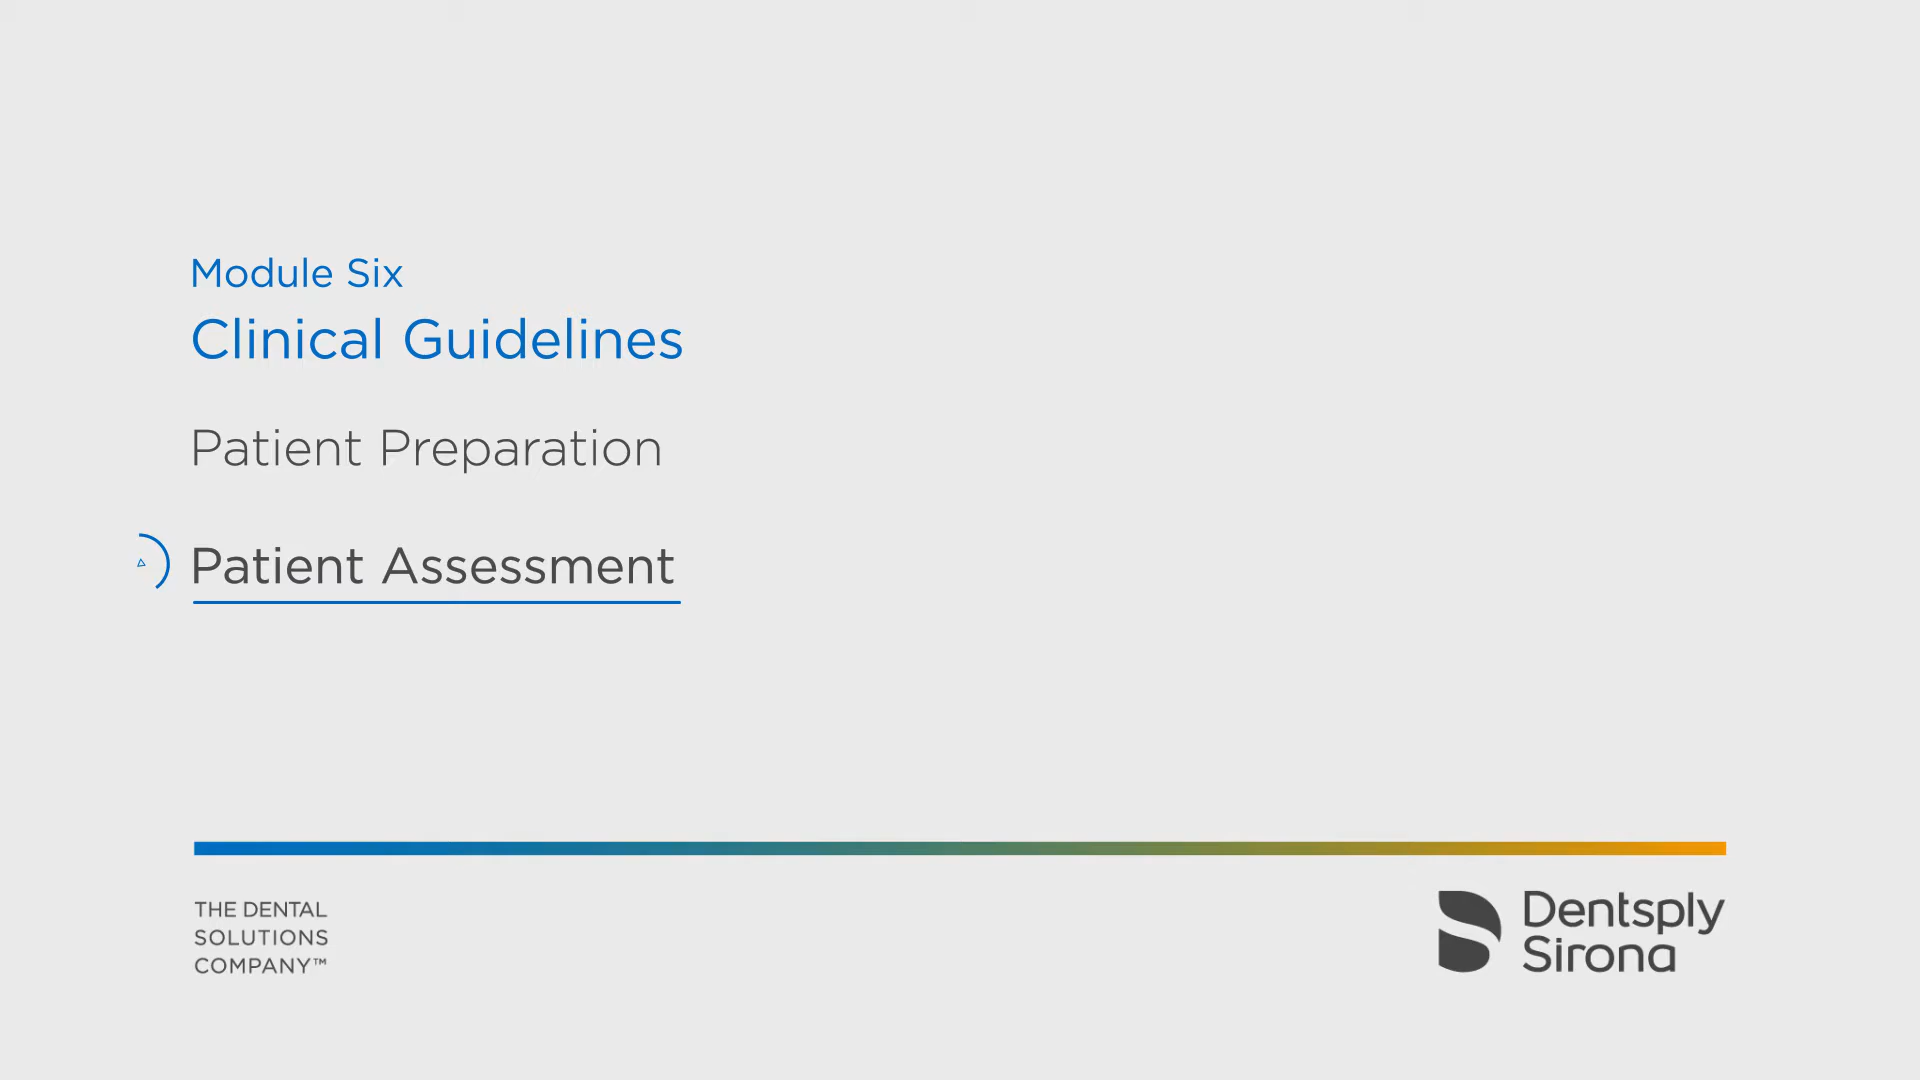 Module Six
Clinical Guidelines
Patient Preparation
Patient Assessment
THE DENTAL
SOLUTIONS
COMPANY™
Dentsply
Sirona